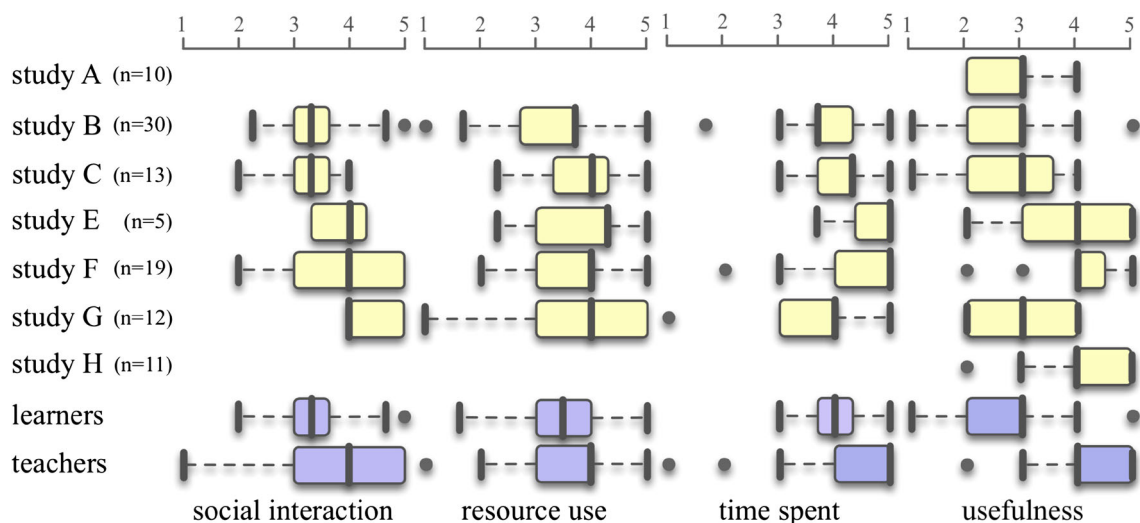 1 2 3 4 5 1 2 3 4 5 1 2 3 4 5 1 2 3 4 5
study A (n=10)
study B (n=30)
study C (n=13)
study E (n=5)
study F (n=19)
study G (n=12)
study H (n=11)
learners
teachers
social interaction resource use time spent usefulness